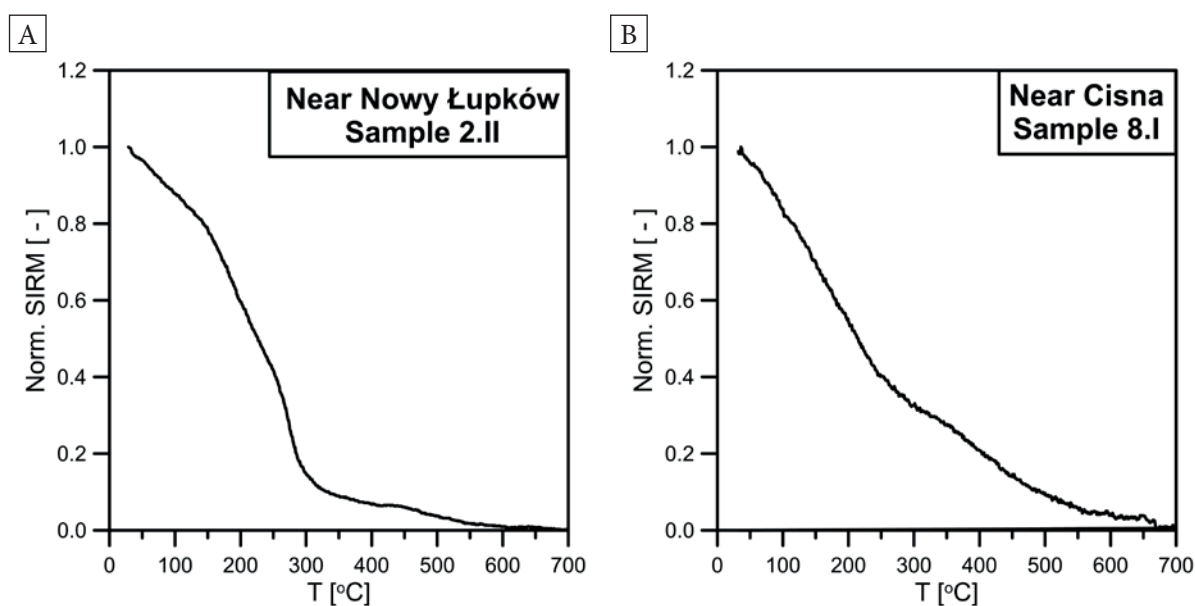 A
Near Nowy Łupków
Sample 2.II
Norm. SIRM [ - ]
1.2
1.0
0.8
0.6
0.4
0.2
0.0
0 100 200 300 400 500 600 700
T [°C]
B
Near Cisna
Sample 8.I
Norm. SIRM [ - ]
1.2
1.0
0.8
0.6
0.4
0.2
0.0
0 100 200 300 400 500 600 700
T [°C]